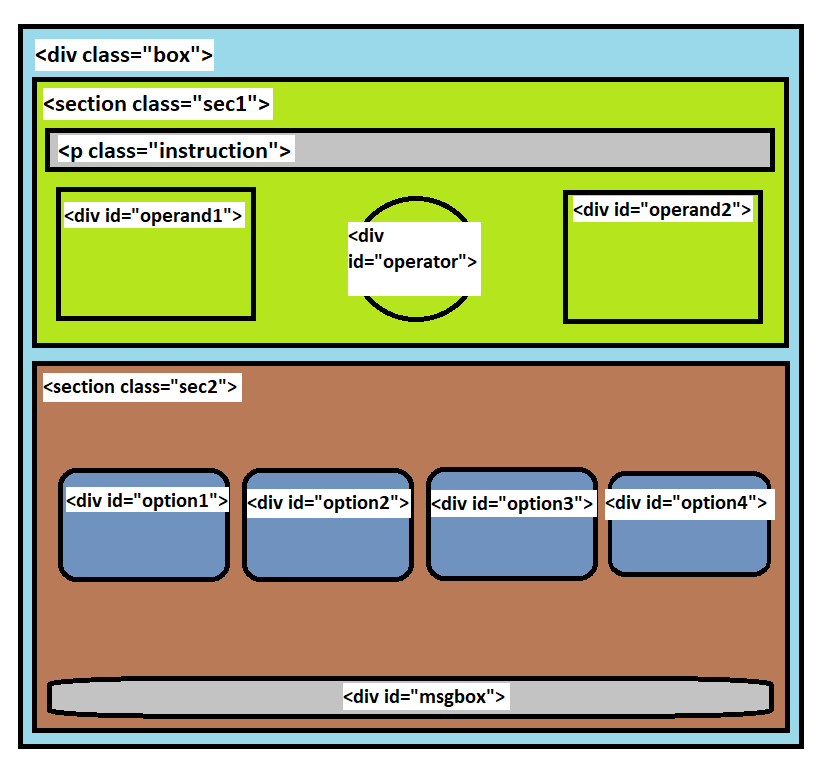 <div class="box">
<section class="sec1">
<p class="instruction">
<div id="operand1">
<div
id="operator">
<div id="operand2">
<section class="sec2">
<div id="option1">
<div id="option2">
<div id="option3">
<div id="option4">
<div id="msgbox">